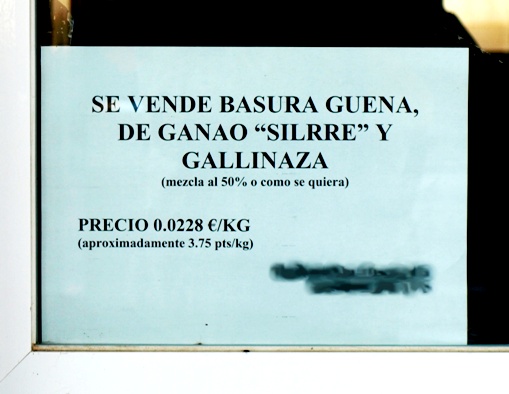 SE VENDE BASURA GUENA,
DE GANAO “SILRRE” Y
GALLINAZA
(mezcla al 50% o como se quiera)
PRECIO 0.0228 €/KG
(aproximadamente 3.75 pts/kg)